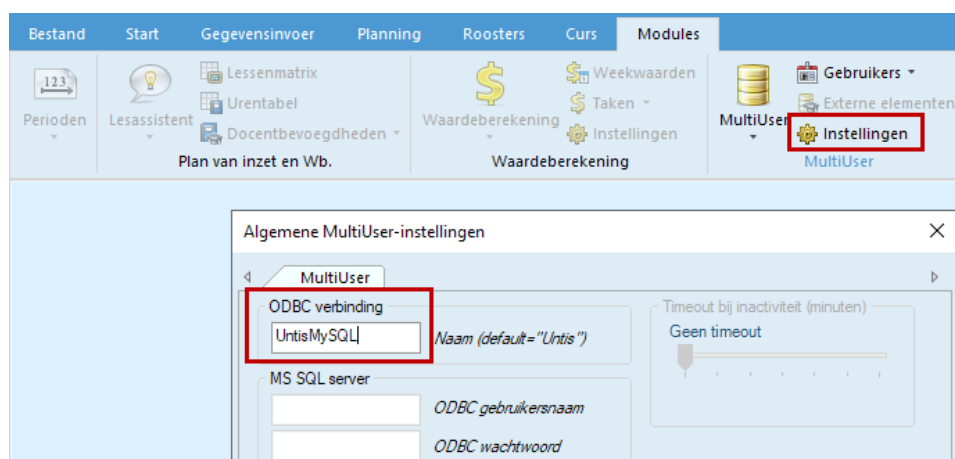 Bestand Start Gegevensinvoer Planning Roosters Curs Modules
123 Lessenmatrix Weekwaarden Gebruikers
Urentabel Taken Externe elementen
Perioden Lesassistent Docentbevoegdheden Waardeberekening Instellingen MultiUser Instellingen
Plan van inzet en Wb. Waardeberekening MultiUser
Algemene MultiUser-instellingen
MultiUser
ODBC verbinding Timeout bij inactiviteit (minuten)
UntisMySQL Naam (default="Untis") Geen timeout
MS SQL server
ODBC gebruikersnaam
ODBC wachtwoord